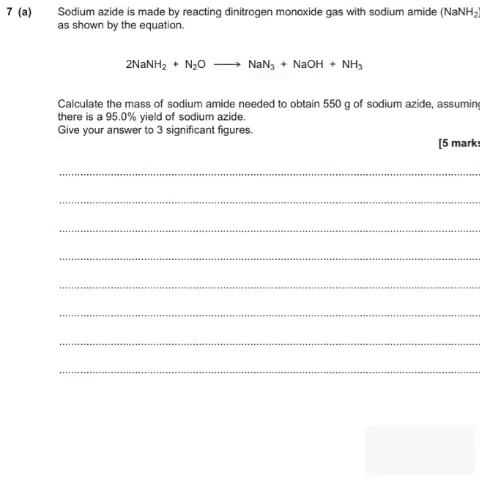 7 (a) Sodium azide is made by reacting dinitrogen monoxide gas with sodium amide (NaNH₂)
as shown by the equation.
2NaNH₂ + N₂O ⟶ NaN₃ + NaOH + NH₃
Calculate the mass of sodium amide needed to obtain 550 g of sodium azide, assuming
there is a 95.0% yield of sodium azide.
Give your answer to 3 significant figures.
[5 marks